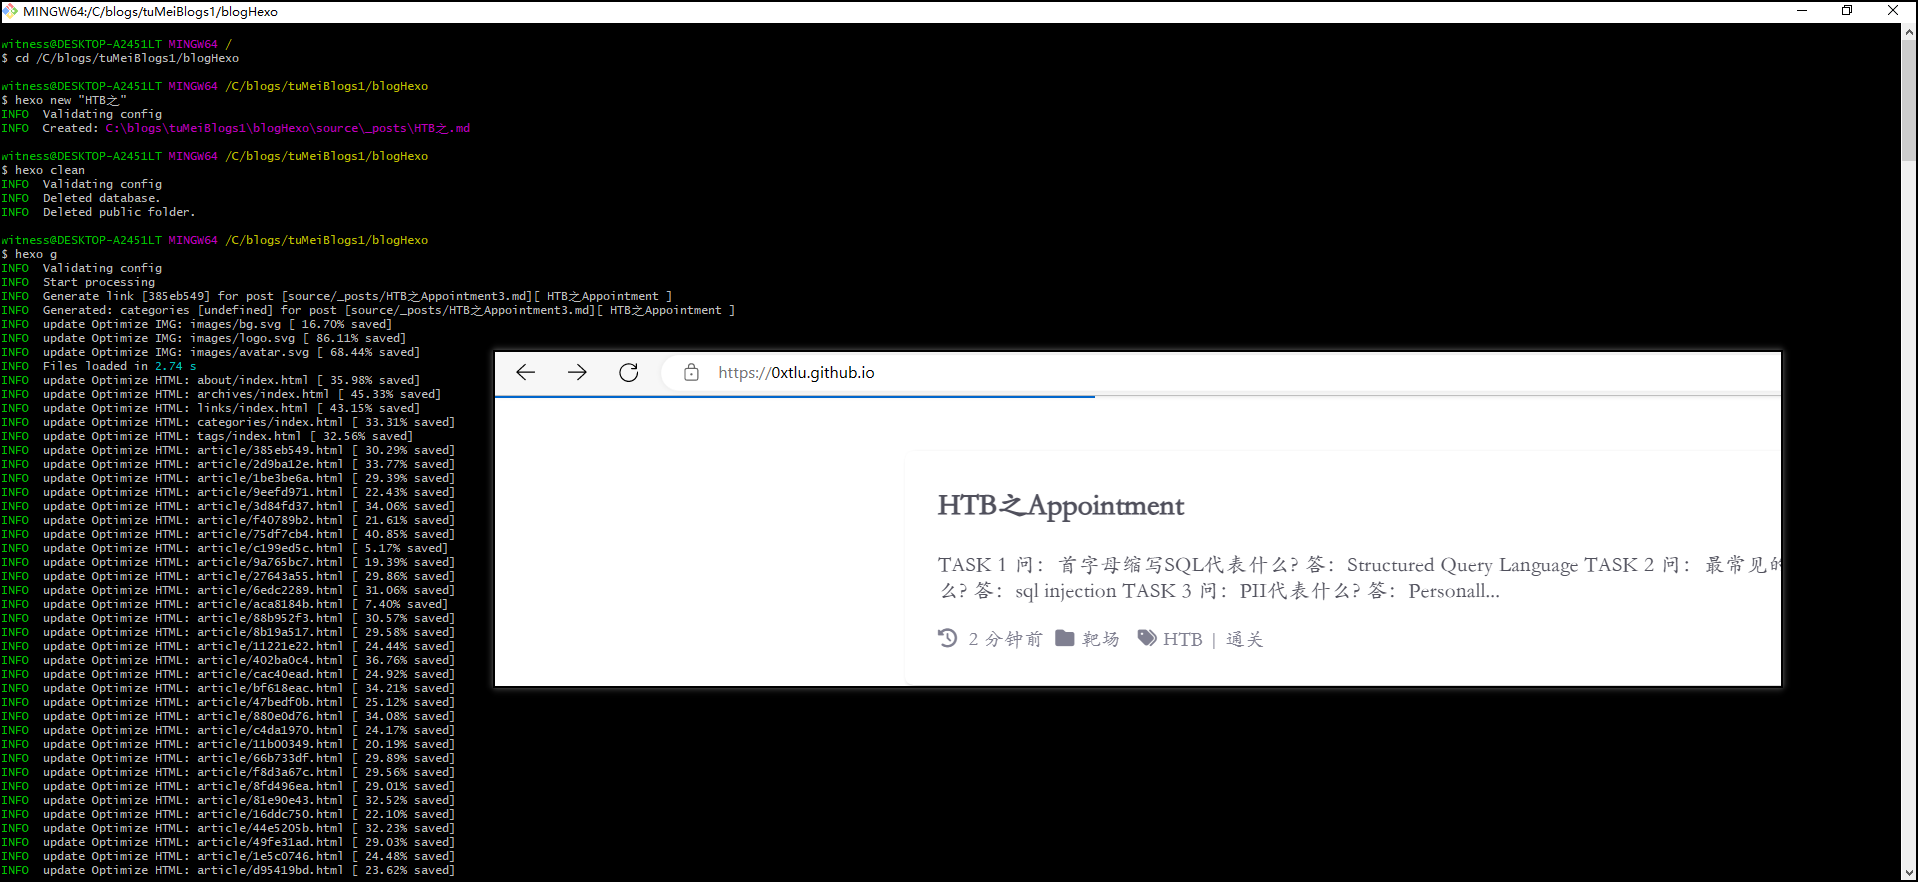 MINGW64:/C/blogs/tuMeiBlogs1/blogHexo
witness@DESKTOP-A2451LT MINGW64 /
$ cd /C/blogs/tuMeiBlogs1/blogHexo
witness@DESKTOP-A2451LT MINGW64 /C/blogs/tuMeiBlogs1/blogHexo
$ hexo new "HTB之"
INFO  Validating config
INFO  Created: C:\blogs\tuMeiBlogs1\blogHexo\source\_posts\HTB之.md
witness@DESKTOP-A2451LT MINGW64 /C/blogs/tuMeiBlogs1/blogHexo
$ hexo clean
INFO  Validating config
INFO  Deleted database.
INFO  Deleted public folder.
witness@DESKTOP-A2451LT MINGW64 /C/blogs/tuMeiBlogs1/blogHexo
$ hexo g
INFO  Validating config
INFO  Start processing
INFO  Generate link [385eb549] for post [source/_posts/HTB之Appointment3.md][ HTB之Appointment ]
INFO  Generated: categories [undefined] for post [source/_posts/HTB之Appointment3.md][ HTB之Appointment ]
INFO  update Optimize IMG: images/bg.svg [ 16.70% saved]
INFO  update Optimize IMG: images/logo.svg [ 86.11% saved]
INFO  update Optimize IMG: images/avatar.svg [ 68.44% saved]
INFO  Files loaded in 2.74 s
INFO  update Optimize HTML: about/index.html [ 35.98% saved]
INFO  update Optimize HTML: archives/index.html [ 45.33% saved]
INFO  update Optimize HTML: links/index.html [ 43.15% saved]
INFO  update Optimize HTML: categories/index.html [ 33.31% saved]
INFO  update Optimize HTML: tags/index.html [ 32.56% saved]
INFO  update Optimize HTML: article/385eb549.html [ 30.29% saved]
INFO  update Optimize HTML: article/2d9ba12e.html [ 33.77% saved]
INFO  update Optimize HTML: article/1be3be6a.html [ 29.39% saved]
INFO  update Optimize HTML: article/9eefd971.html [ 22.43% saved]
INFO  update Optimize HTML: article/3d84fd37.html [ 34.06% saved]
INFO  update Optimize HTML: article/f40789b2.html [ 21.61% saved]
INFO  update Optimize HTML: article/75df7cb4.html [ 40.85% saved]
INFO  update Optimize HTML: article/c199ed5c.html [ 5.17% saved]
INFO  update Optimize HTML: article/9a765bc7.html [ 19.39% saved]
INFO  update Optimize HTML: article/27643a55.html [ 29.86% saved]
INFO  update Optimize HTML: article/6edc2289.html [ 31.06% saved]
INFO  update Optimize HTML: article/aca8184b.html [ 7.40% saved]
INFO  update Optimize HTML: article/88b952f3.html [ 30.57% saved]
INFO  update Optimize HTML: article/8b19a517.html [ 29.58% saved]
INFO  update Optimize HTML: article/11221e22.html [ 24.44% saved]
INFO  update Optimize HTML: article/402ba0c4.html [ 36.76% saved]
INFO  update Optimize HTML: article/cac40ead.html [ 24.92% saved]
INFO  update Optimize HTML: article/bf618eac.html [ 34.21% saved]
INFO  update Optimize HTML: article/47bedf0b.html [ 25.12% saved]
INFO  update Optimize HTML: article/880e0d76.html [ 34.08% saved]
INFO  update Optimize HTML: article/c4da1970.html [ 24.17% saved]
INFO  update Optimize HTML: article/11b00349.html [ 20.19% saved]
INFO  update Optimize HTML: article/66b733df.html [ 29.89% saved]
INFO  update Optimize HTML: article/f8d3a67c.html [ 29.56% saved]
INFO  update Optimize HTML: article/8fd496ea.html [ 29.01% saved]
INFO  update Optimize HTML: article/81e90e43.html [ 32.52% saved]
INFO  update Optimize HTML: article/16ddc750.html [ 22.10% saved]
INFO  update Optimize HTML: article/44e5205b.html [ 32.23% saved]
INFO  update Optimize HTML: article/49fe31ad.html [ 29.03% saved]
INFO  update Optimize HTML: article/1e5c0746.html [ 24.48% saved]
INFO  update Optimize HTML: article/d95419bd.html [ 23.62% saved]
https://0xtlu.github.io
HTB之Appointment
TASK 1 问：首字母缩写SQL代表什么? 答：Structured Query Language TASK 2 问：最常见的
么? 答：sql injection TASK 3 问：PII代表什么? 答：Personall...
2 分钟前 靶场 HTB | 通关